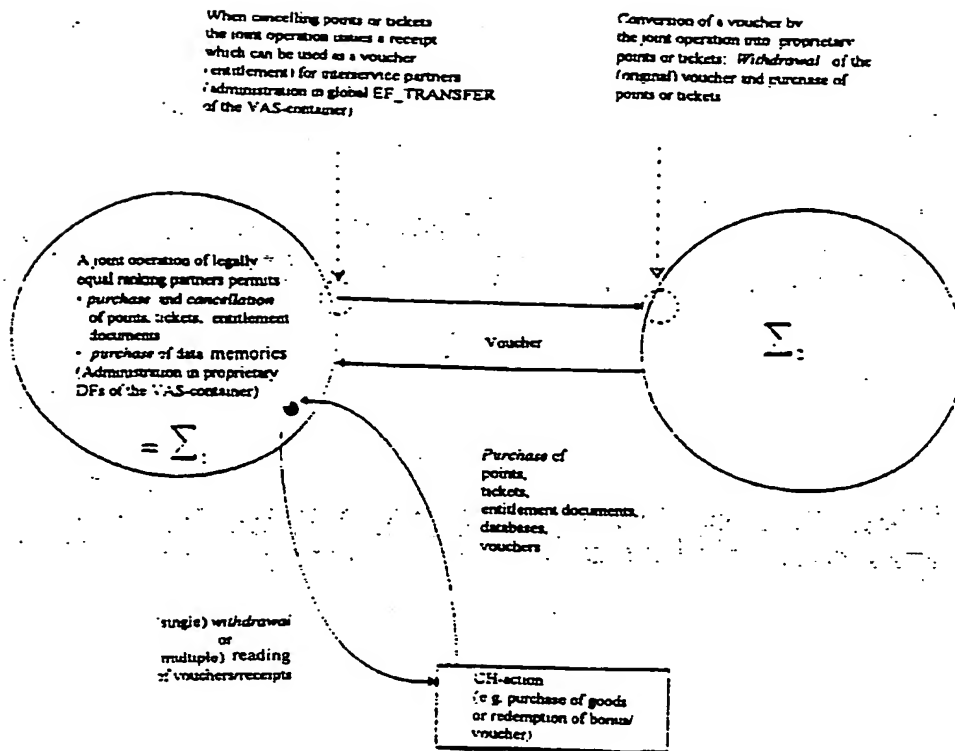 When cancelling points or tickets
the joint operation issues a receipt
which can be used as a voucher
(entitlement) for interservice partners
(administration in global EF_TRANSFER
of the VAS-container)
Conversion of a voucher by
the joint operation into proprietary
points or tickets: Withdrawal of the
(original) voucher and purchase of
points or tickets
A joint operation of legally
equal ranking partners permits
• purchase and cancellation
of points, tickets, entitlement
documents
• purchase of data memories
(Administration in proprietary
DFs of the VAS-container)
= Σ
Voucher
Σ
Purchase of
points,
tickets,
entitlement documents,
databases,
vouchers
single) withdrawal
or
multiple) reading
of vouchers/receipts
CH-action
(e g. purchase of goods
or redemption of bonus/
voucher)